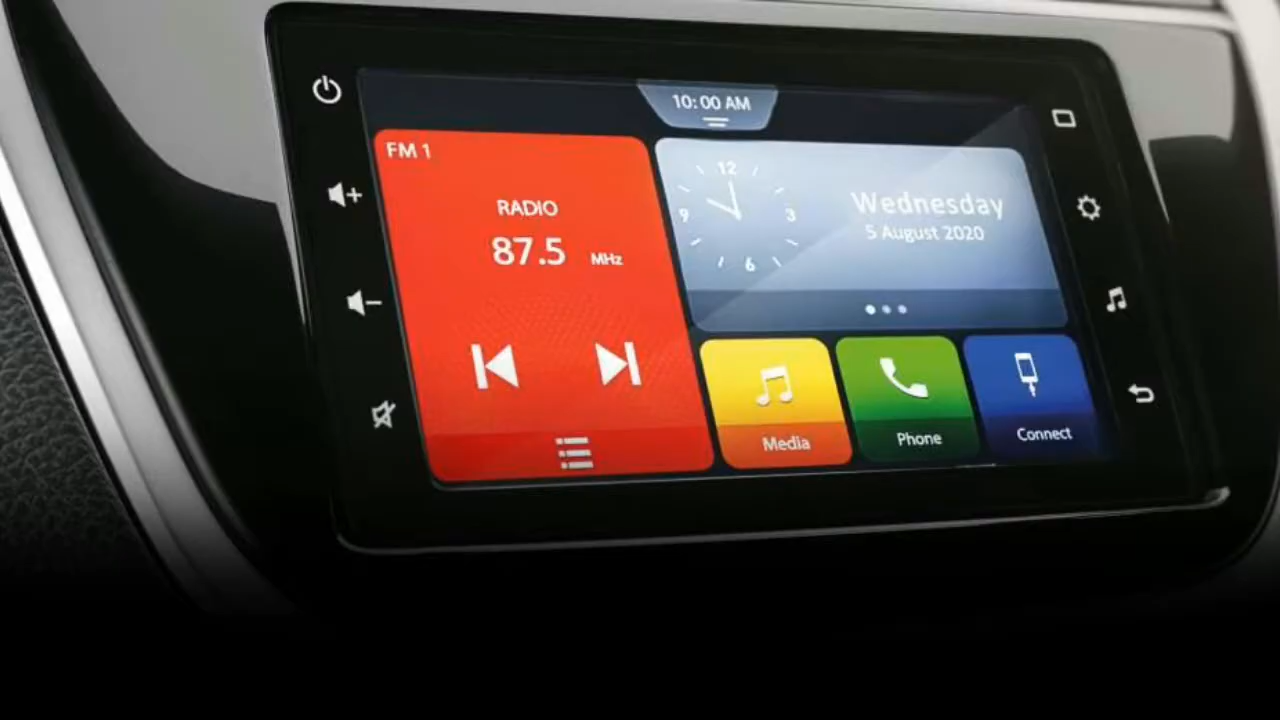 10:00 AM
FM 1
RADIO
87.5 MHz
12
9
3
6
Wednesday
5 August 2020
Media
Phone
Connect